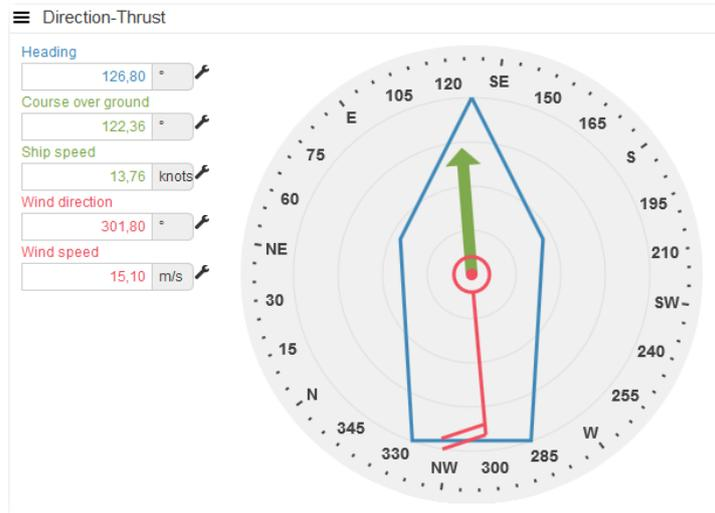 Direction-Thrust
Heading
126,80 °
Course over ground
122,36 °
Ship speed
13,76 knots
Wind direction
301,80 °
Wind speed
15,10 m/s
120
SE
105
150
E
165
75
S
60
195
NE
210
30
SW
15
240
N
255
345
W
330
285
NW
300